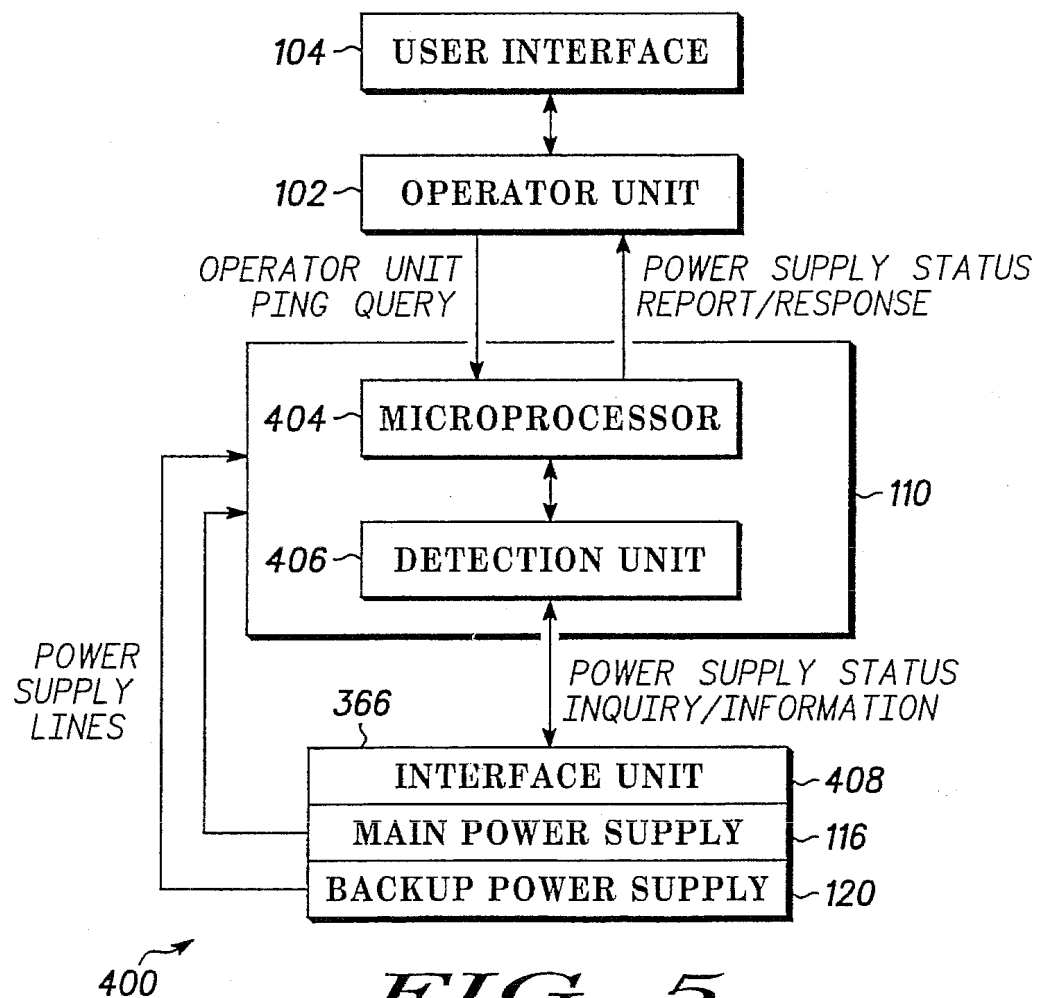 104 USER INTERFACE
102 OPERATOR UNIT
OPERATOR UNIT
PING QUERY
POWER SUPPLY STATUS
REPORT/RESPONSE
404 MICROPROCESSOR
110
406 DETECTION UNIT
POWER
SUPPLY
LINES
POWER SUPPLY STATUS
INQUIRY/INFORMATION
366
INTERFACE UNIT 408
MAIN POWER SUPPLY 116
BACKUP POWER SUPPLY 120
400
FIG. 5